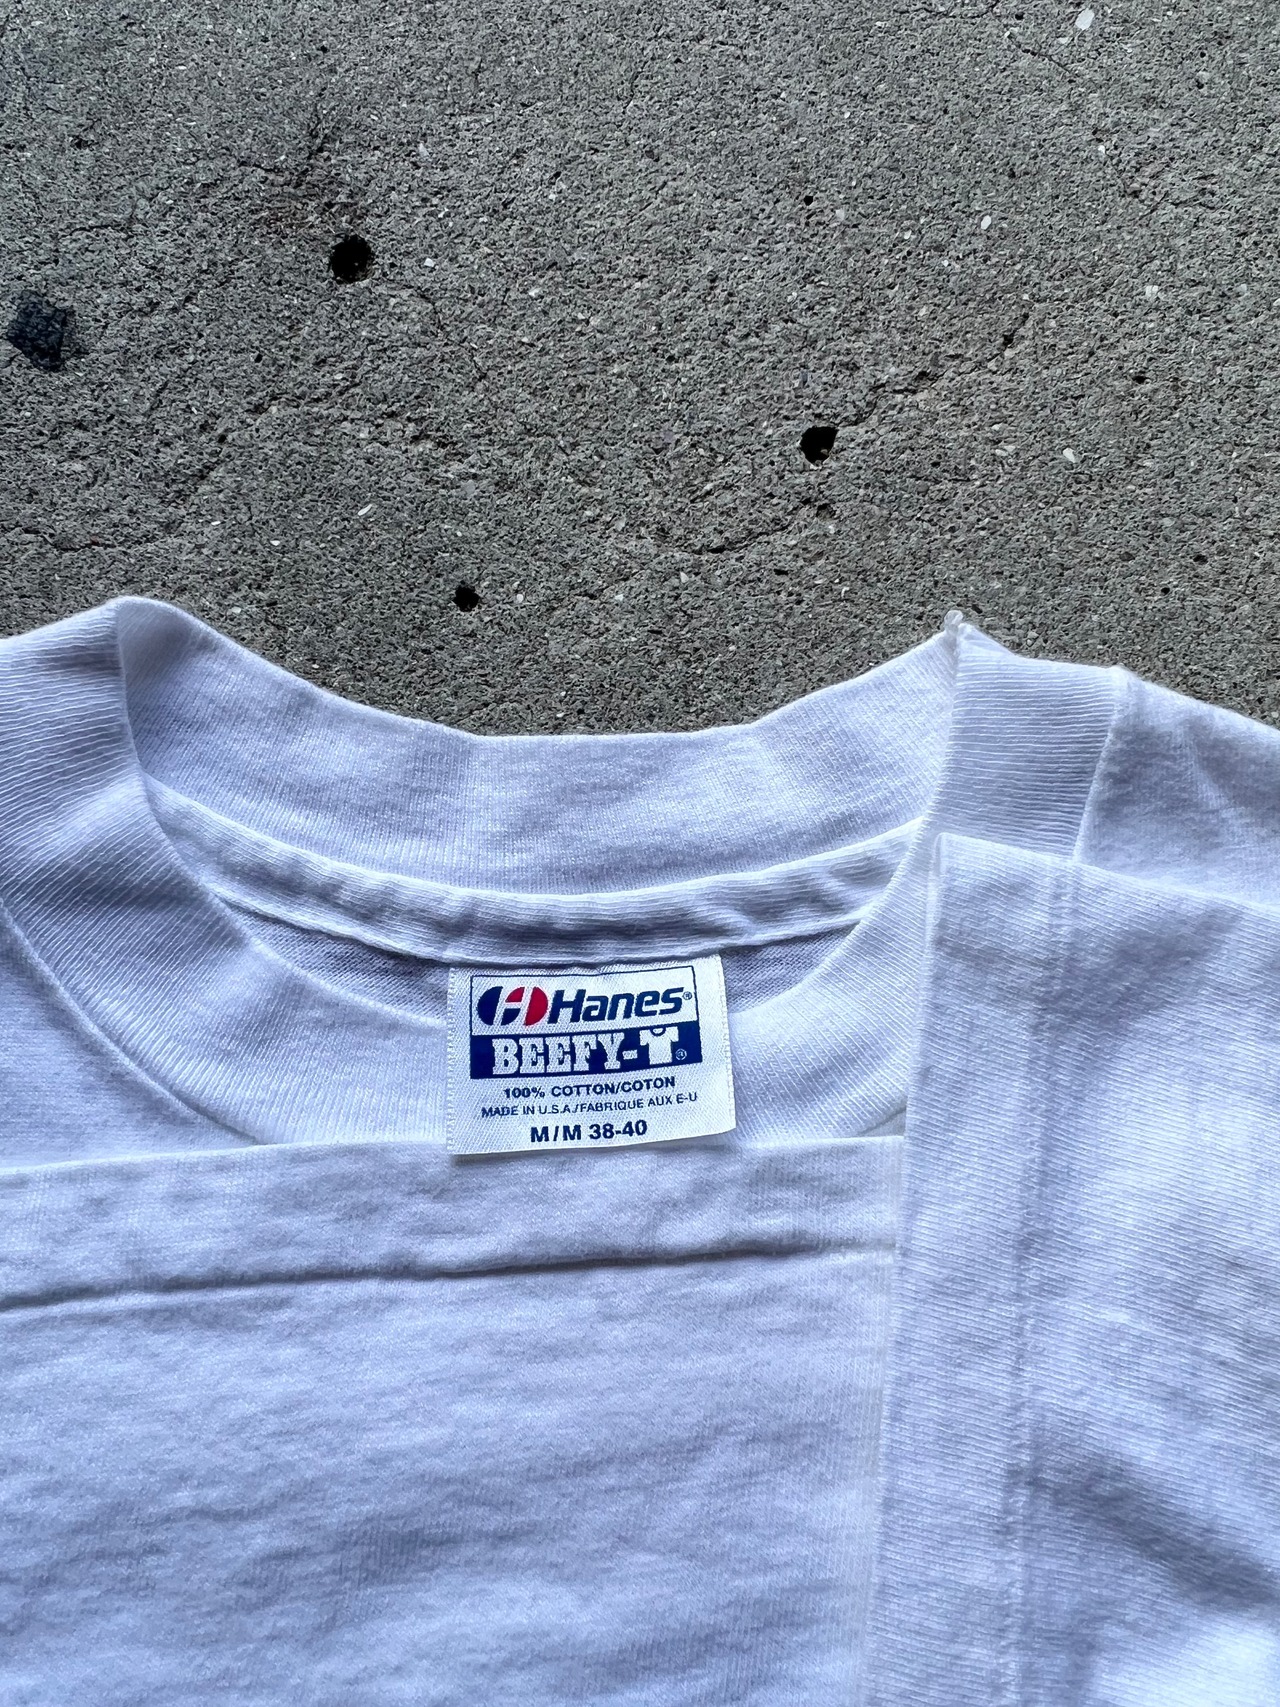 Hanes®
BEEFY-T®
100% COTTON/COTON
MADE IN U.S.A./FABRIQUE AUX E-U
M/M 38-40